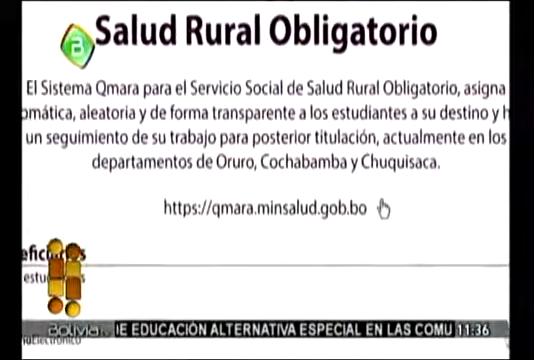 Salud Rural Obligatorio
El Sistema Qmara para el Servicio Social de Salud Rural Obligatorio, asigna
omática, aleatoria y de forma transparente a los estudiantes a su destino y h
un seguimiento de su trabajo para posterior titulación, actualmente en los
departamentos de Oruro, Cochabamba y Chuquisaca.
https://qmara.minsalud.gob.bo
estu
Bolivia
IE EDUCACIÓN ALTERNATIVA ESPECIAL EN LAS COMU 11:36